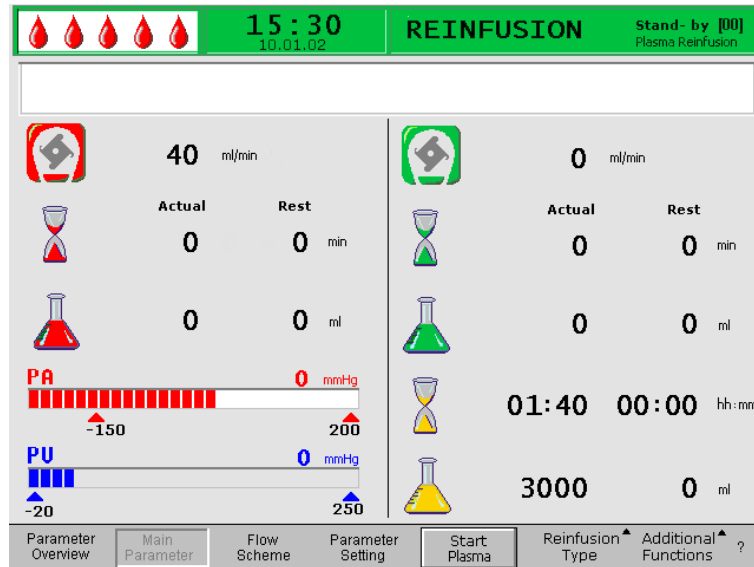 15:30
10.01.02
REINFUSION
Stand- by [00]
Plasma Reinfusion
40 ml/min
0 ml/min
Actual Rest
0 0 min
0 0 ml
PA 0 mmHg
-150 200
PV 0 mmHg
-20 250
Actual Rest
0 0 min
0 0 ml
01:40 00:00 hh:mm
3000 0 ml
Parameter Overview
Main Parameter
Flow Scheme
Parameter Setting
Start Plasma
Reinfusion Type
Additional Functions
?